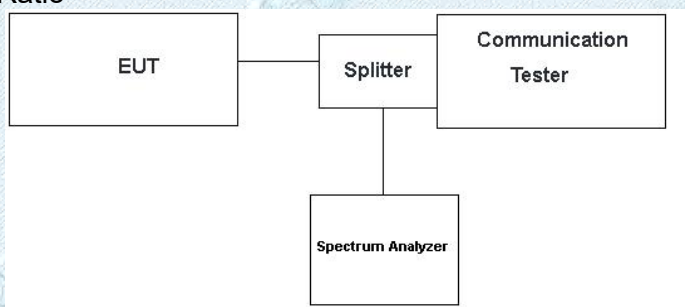 Ratio
EUT
Splitter
Communication
Tester
Spectrum Analyzer